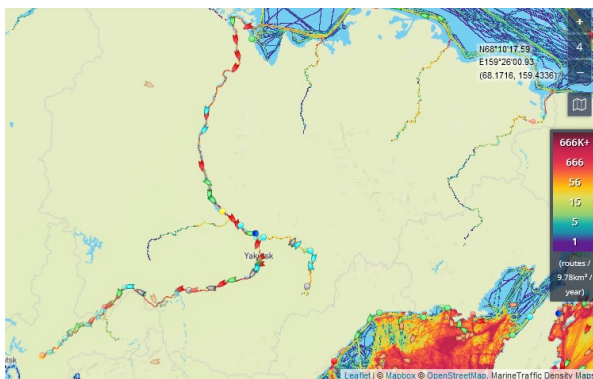 +
N68°10'17.59
E159°26'00.93
(68.1716, 159.4336)
4
−
666K+
666
56
15
5
1
(routes /
9.78km² /
year)
Yakutsk
Leaflet | © Mapbox © OpenStreetMap, MarineTraffic Density Maps